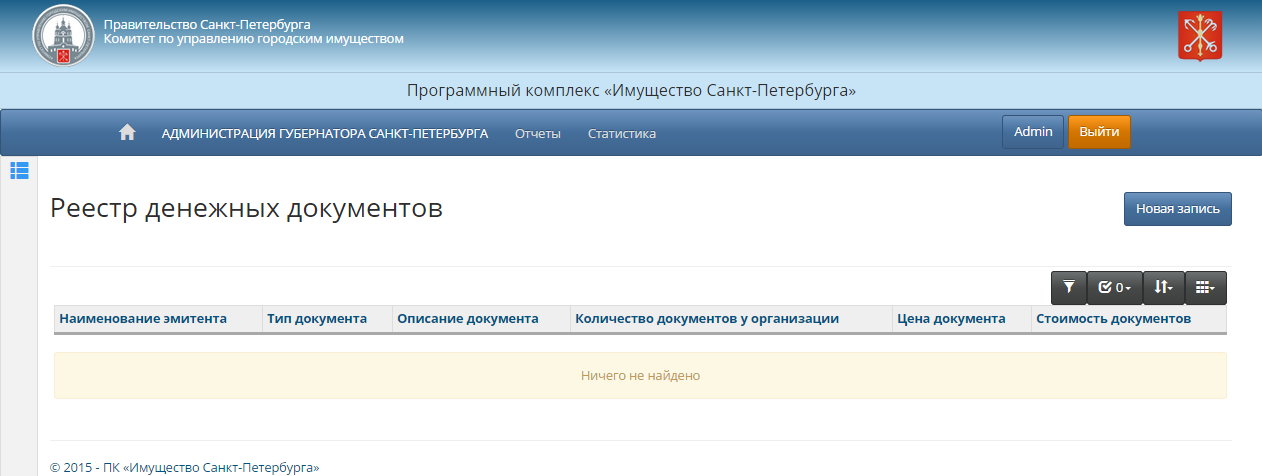 Правительство Санкт-Петербурга
Комитет по управлению городским имуществом
Программный комплекс «Имущество Санкт-Петербурга»
АДМИНИСТРАЦИЯ ГУБЕРНАТОРА САНКТ-ПЕТЕРБУРГА Отчеты Статистика Admin Выйти
Реестр денежных документов Новая запись
0
Наименование эмитента Тип документа Описание документа Количество документов у организации Цена документа Стоимость документов
Ничего не найдено
© 2015 - ПК «Имущество Санкт-Петербурга»